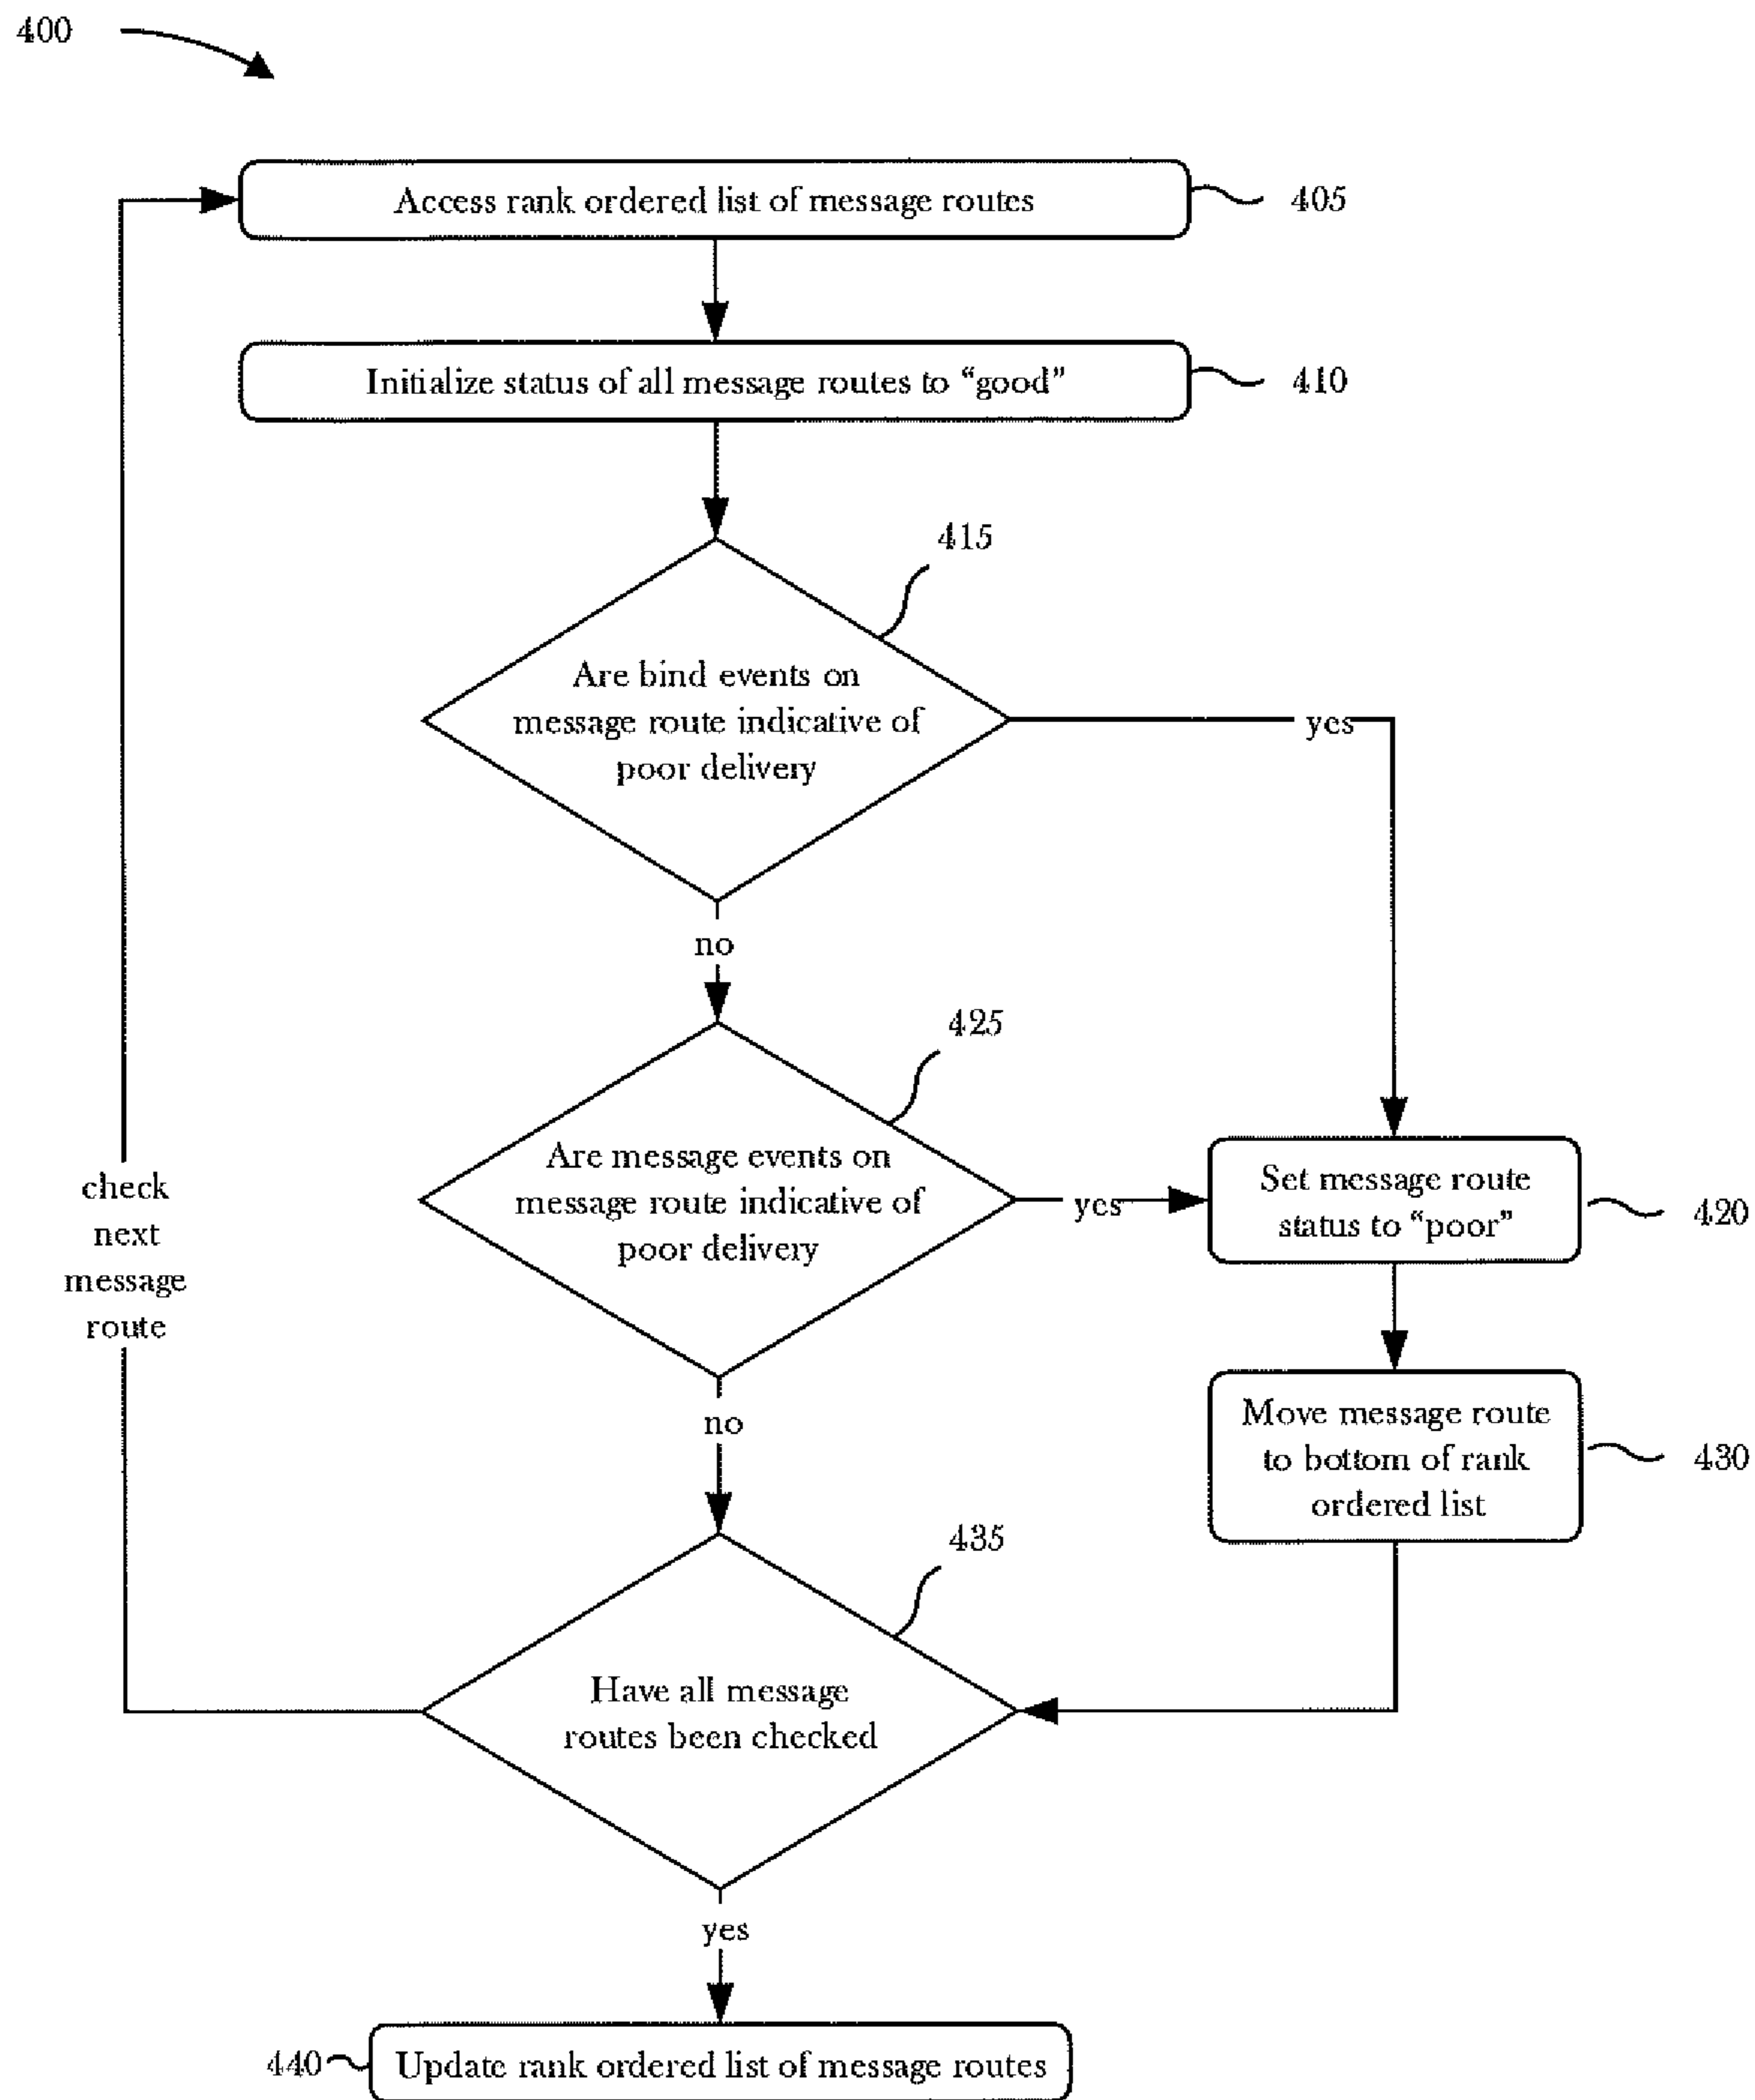 400
Access rank ordered list of message routes
405
Initialize status of all message routes to “good”
410
415
Are bind events on
message route indicative of
poor delivery
yes
no
425
Are message events on
message route indicative of
poor delivery
yes
Set message route
status to “poor”
420
check
next
message
route
no
Move message route
to bottom of rank
ordered list
430
435
Have all message
routes been checked
yes
440
Update rank ordered list of message routes